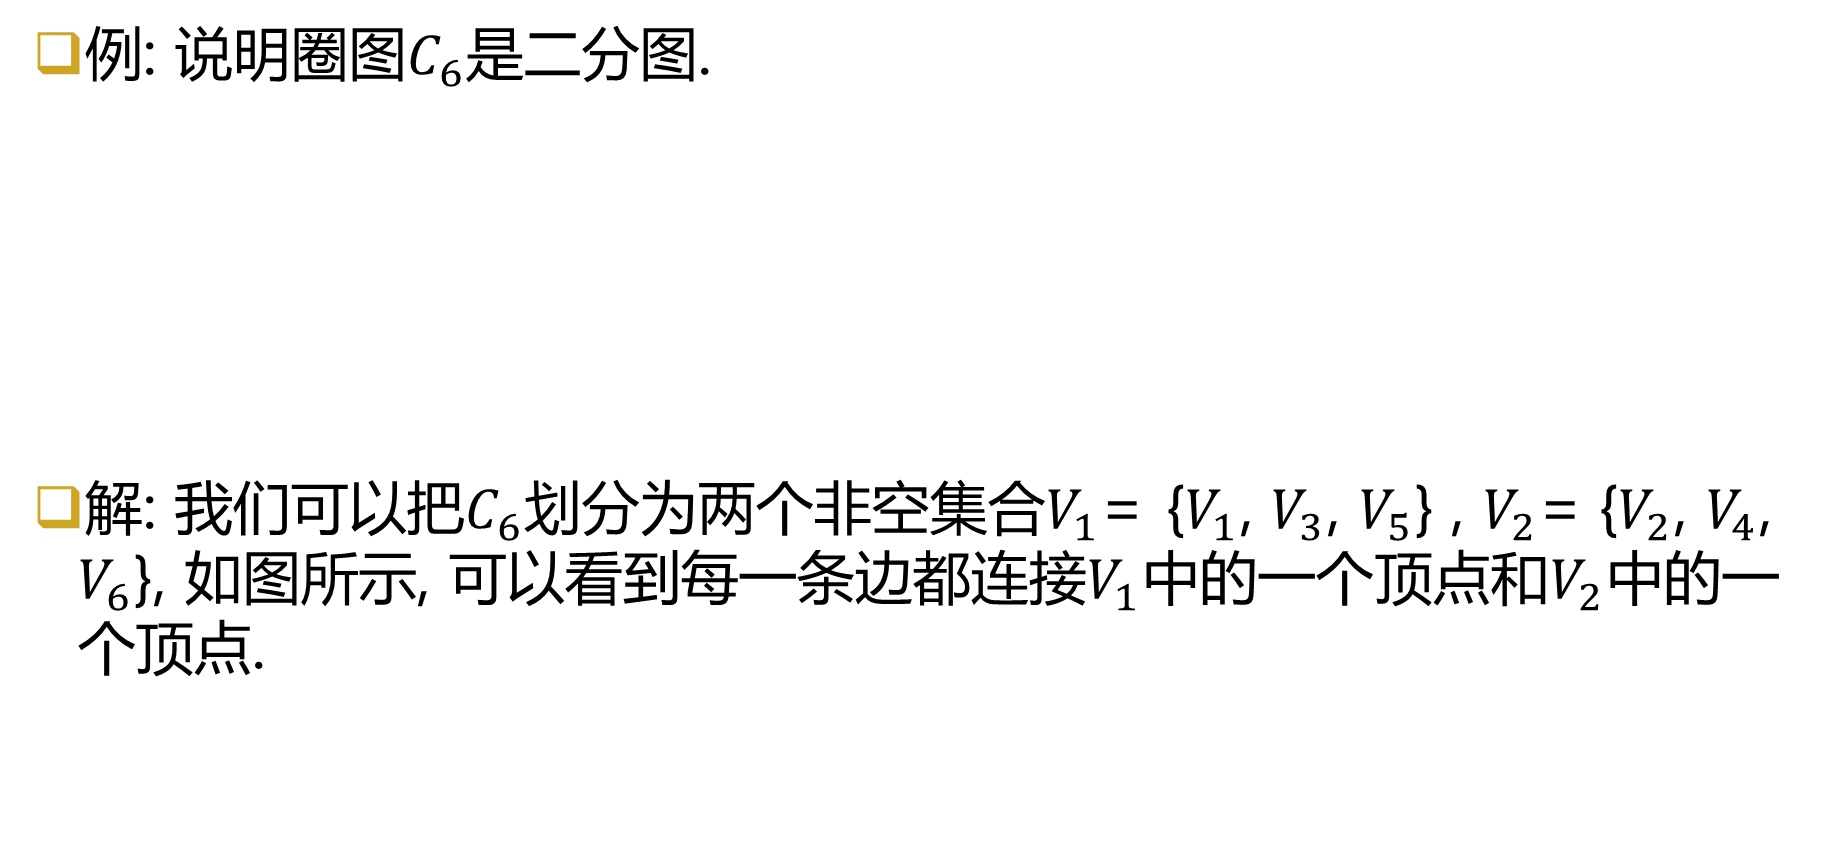 例: 说明圈图𝐶₆是二分图.
解: 我们可以把𝐶₆划分为两个非空集合𝑉₁= {𝑉₁, 𝑉₃, 𝑉₅} , 𝑉₂= {𝑉₂, 𝑉₄,
𝑉₆}, 如图所示, 可以看到每一条边都连接𝑉₁中的一个顶点和𝑉₂中的一
个顶点.